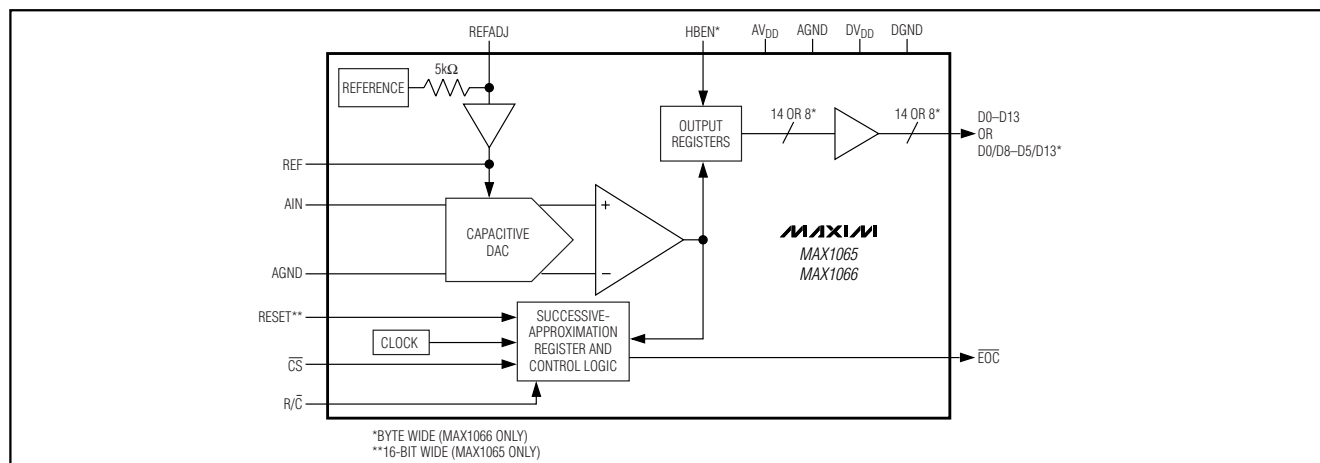 REFADJ
HBEN*
AVDD
AGND
DVDD
DGND
5kΩ
REFERENCE
OUTPUT
REGISTERS
14 OR 8*
14 OR 8*
D0–D13
OR
D0/D8–D5/D13*
REF
AIN
AGND
CAPACITIVE
DAC
+
−
MAXIM
MAX1065
MAX1066
RESET**
CLOCK
CS
R/C
SUCCESSIVE-
APPROXIMATION
REGISTER AND
CONTROL LOGIC
EOC
*BYTE WIDE (MAX1066 ONLY)
**16-BIT WIDE (MAX1065 ONLY)